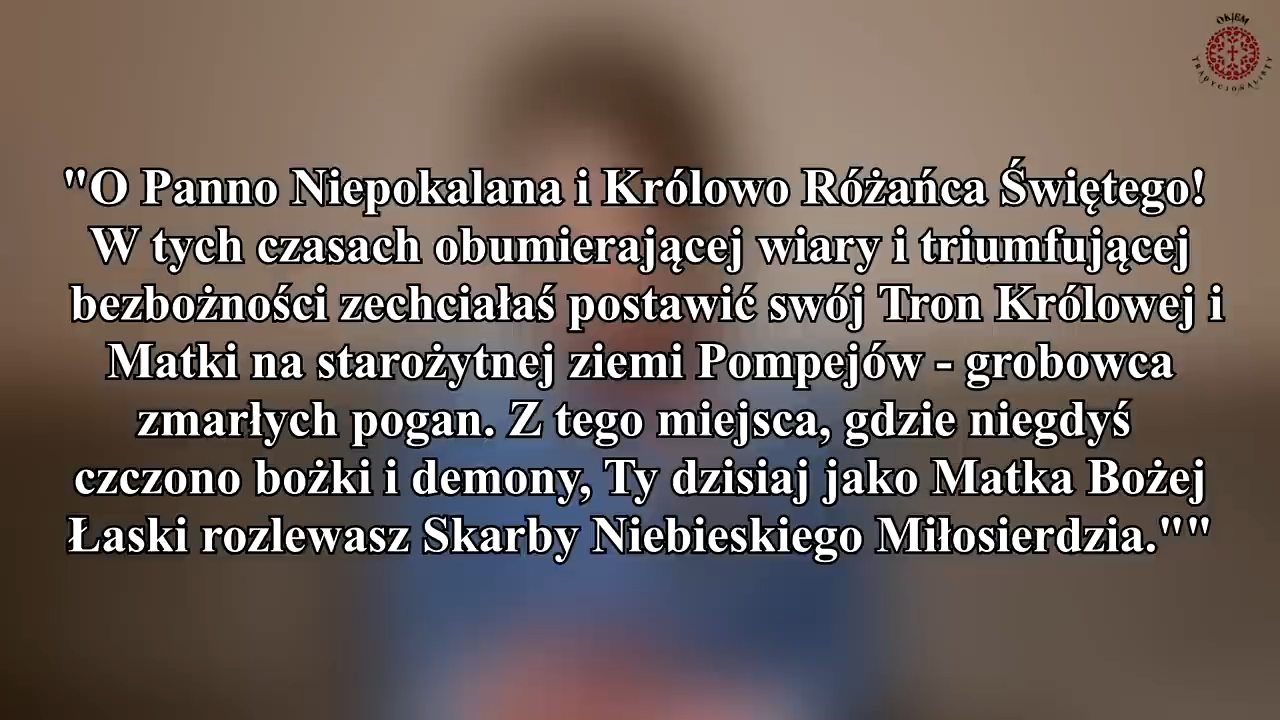 OKIEM
TRADYCJONALISTY
"O Panno Niepokalana i Królowo Różańca Świętego!
W tych czasach obumierającej wiary i triumfującej
bezbożności zechciałaś postawić swój Tron Królowej i
Matki na starożytnej ziemi Pompejów - grobowca
zmarłych pogan. Z tego miejsca, gdzie niegdyś
czczono bożki i demony, Ty dzisiaj jako Matka Bożej
Łaski rozlewasz Skarby Niebieskiego Miłosierdzia.""